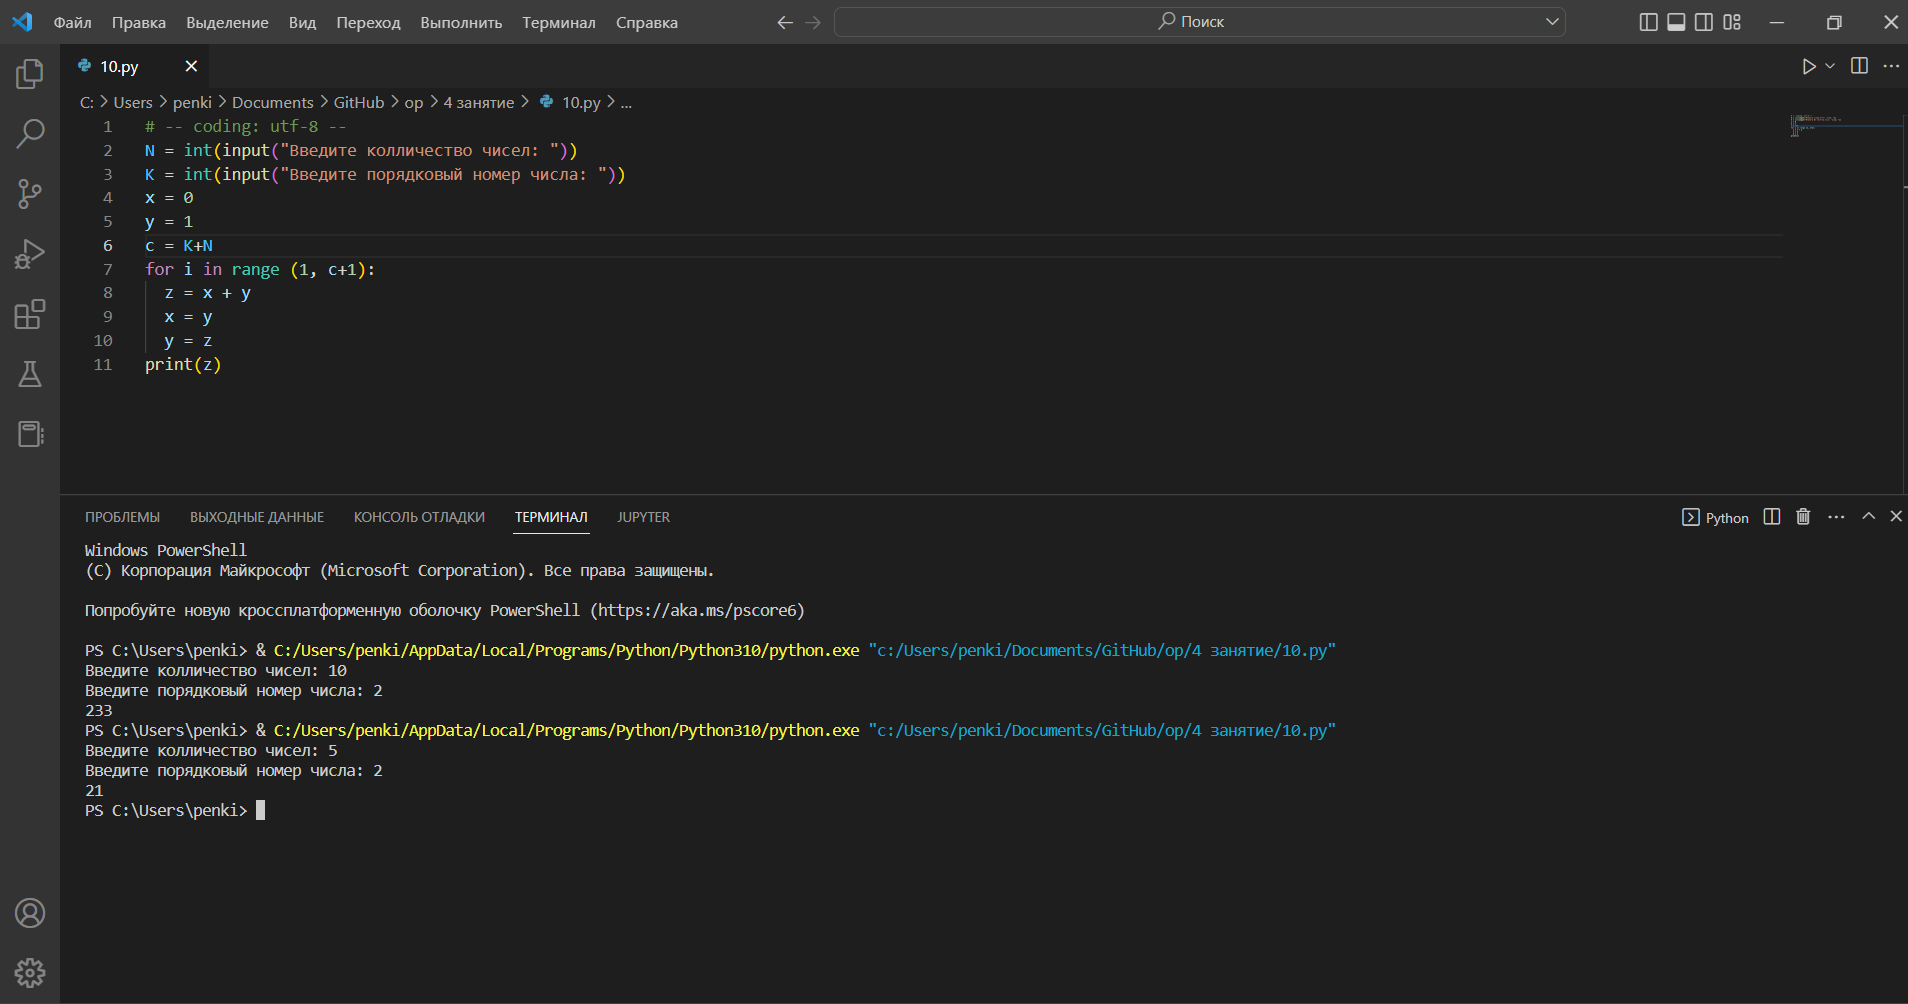 Файл Правка Выделение Вид Переход Выполнить Терминал Справка Поиск
10.py
C: > Users > penki > Documents > GitHub > op > 4 занятие > 10.py > ...
1 # -- coding: utf-8 --
2 N = int(input("Введите колличество чисел: "))
3 K = int(input("Введите порядковый номер числа: "))
4 x = 0
5 y = 1
6 c = K+N
7 for i in range (1, c+1):
8 z = x + y
9 x = y
10 y = z
11 print(z)
ПРОБЛЕМЫ ВЫХОДНЫЕ ДАННЫЕ КОНСОЛЬ ОТЛАДКИ ТЕРМИНАЛ JUPYTER Python
Windows PowerShell
(C) Корпорация Майкрософт (Microsoft Corporation). Все права защищены.
Попробуйте новую кроссплатформенную оболочку PowerShell (https://aka.ms/pscore6)
PS C:\Users\penki> & C:/Users/penki/AppData/Local/Programs/Python/Python310/python.exe "c:/Users/penki/Documents/GitHub/op/4 занятие/10.py"
Введите колличество чисел: 10
Введите порядковый номер числа: 2
233
PS C:\Users\penki> & C:/Users/penki/AppData/Local/Programs/Python/Python310/python.exe "c:/Users/penki/Documents/GitHub/op/4 занятие/10.py"
Введите колличество чисел: 5
Введите порядковый номер числа: 2
21
PS C:\Users\penki>